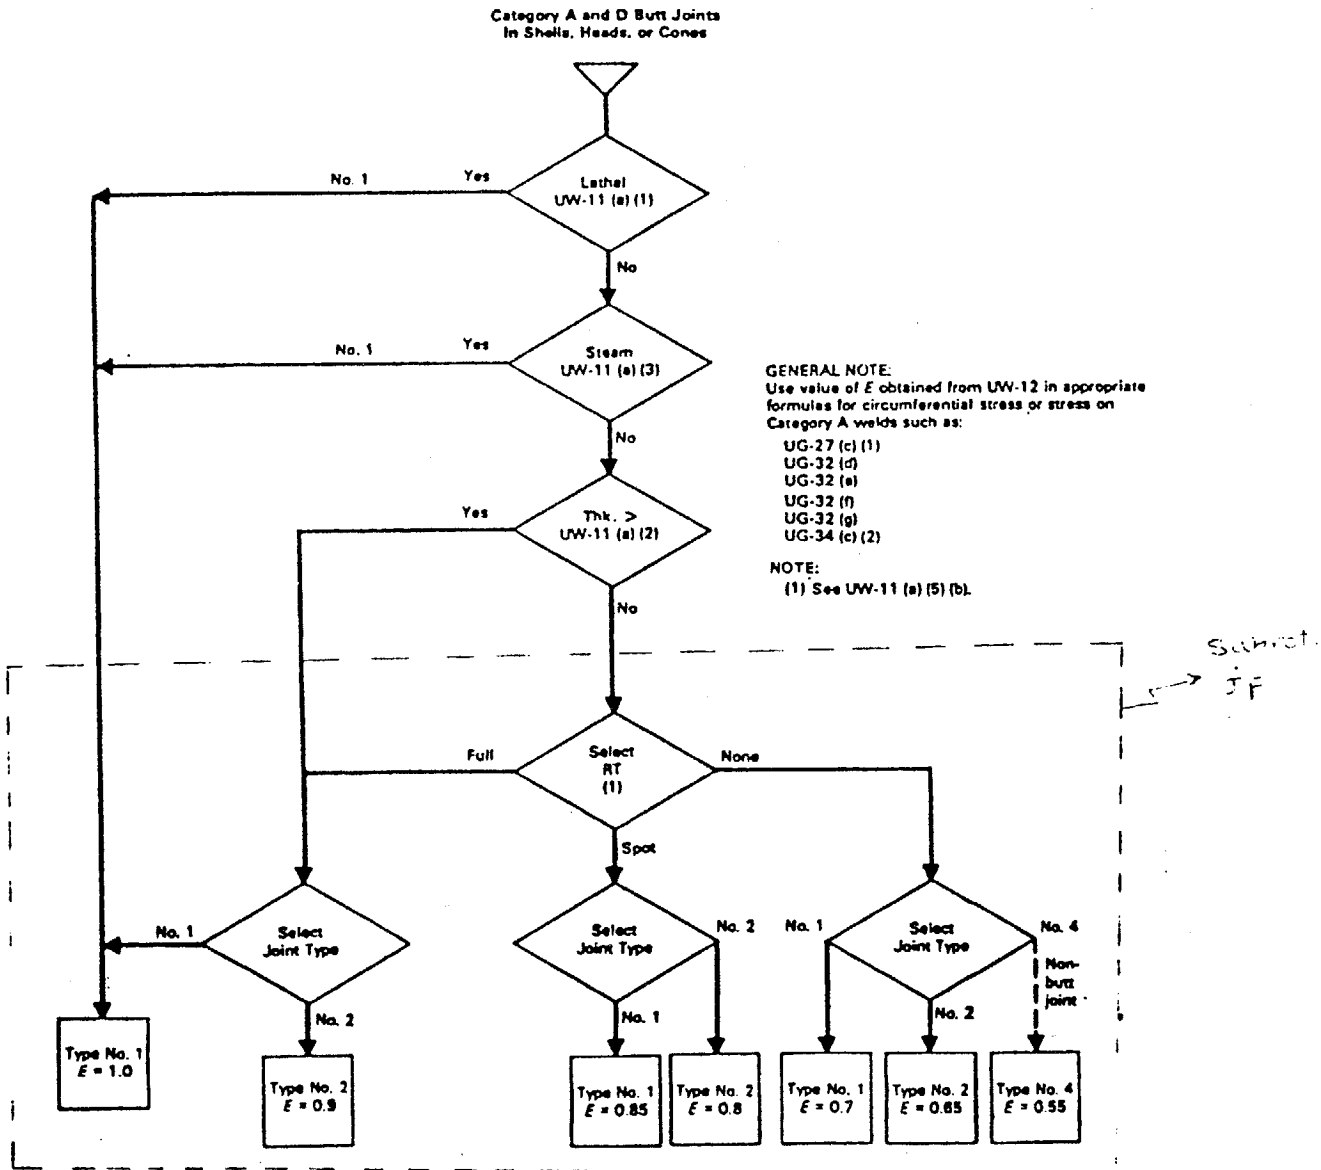 Category A and D Butt Joints
In Shells, Heads, or Cones
Lethal
UW-11 (a) (1)
Yes
No. 1
No
Steam
UW-11 (a) (3)
Yes
No. 1
No
Thk. >
UW-11 (a) (2)
Yes
No
GENERAL NOTE:
Use value of E obtained from UW-12 in appropriate
formulas for circumferential stress or stress on
Category A welds such as:
UG-27 (c) (1)
UG-32 (d)
UG-32 (e)
UG-32 (f)
UG-32 (g)
UG-34 (c) (2)
NOTE:
(1) See UW-11 (a) (5) (b).
Select
RT
(1)
Full
None
Spot
No. 1
Select
Joint Type
No. 2
Select
Joint Type
No. 2
No. 1
No. 1
Select
Joint Type
No. 4
Non-
butt
joint
No. 2
Type No. 1
E = 1.0
Type No. 2
E = 0.9
Type No. 1
E = 0.85
Type No. 2
E = 0.8
Type No. 1
E = 0.7
Type No. 2
E = 0.65
Type No. 4
E = 0.55